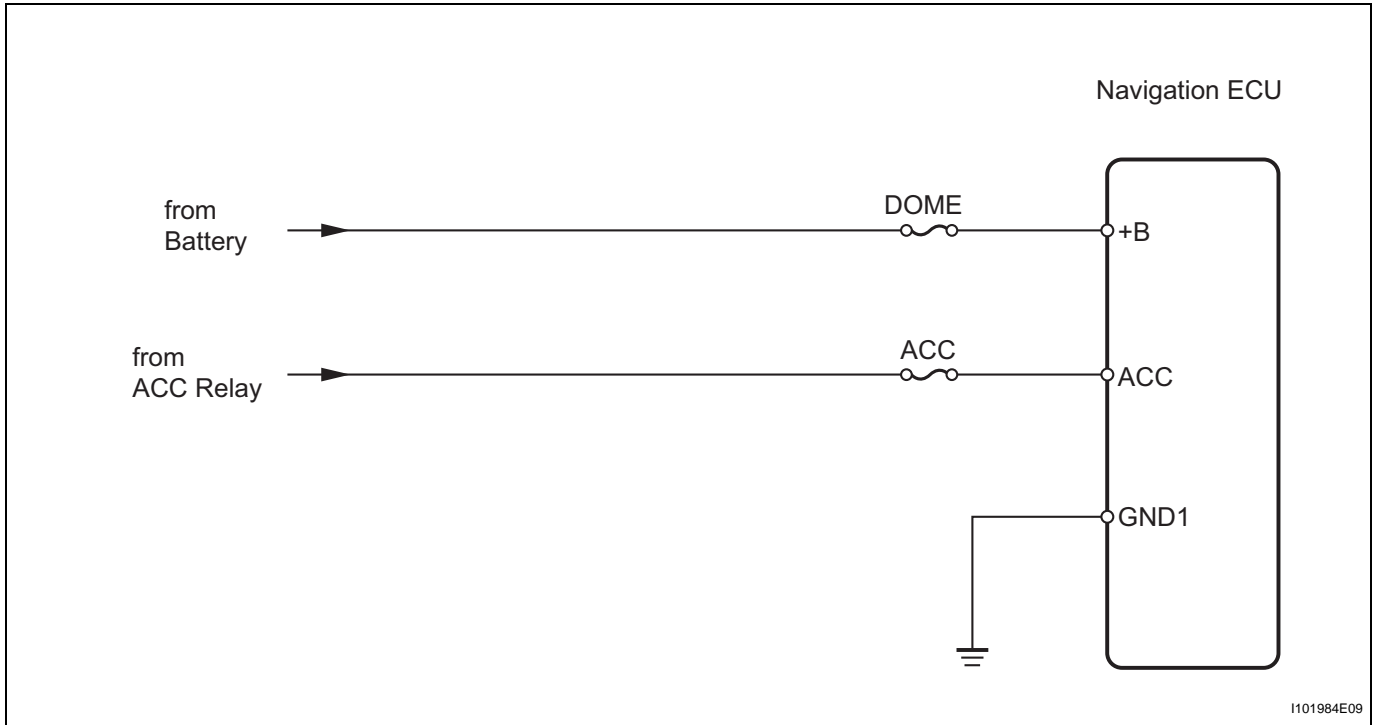 Navigation ECU
DOME
from
Battery
+B
ACC
from
ACC Relay
ACC
GND1
I101984E09